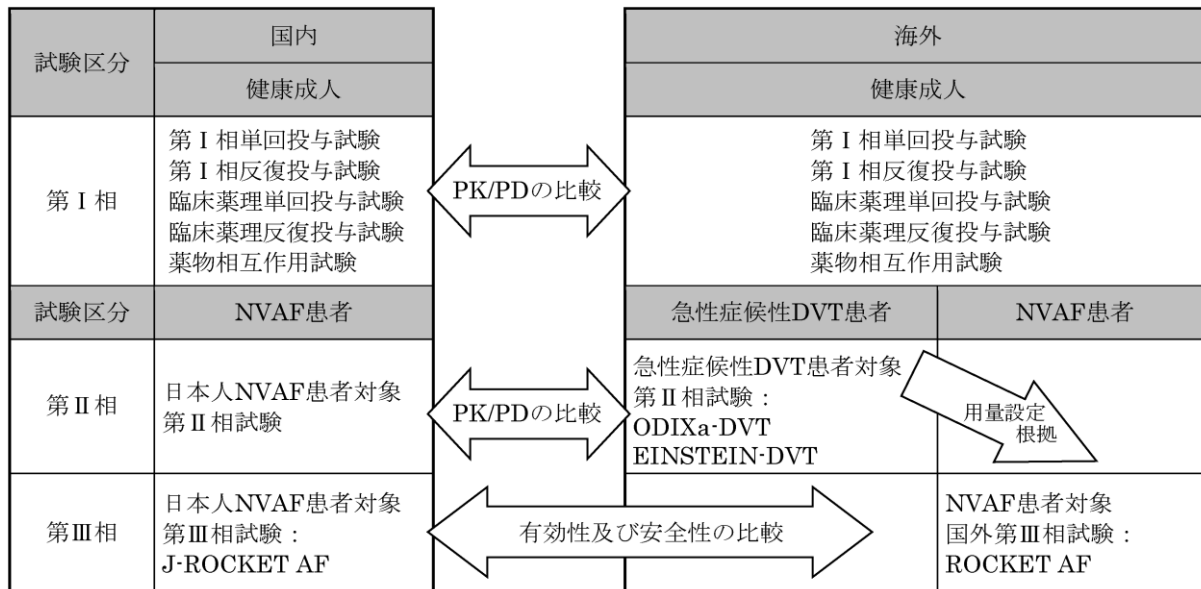 試験区分
国内
海外
健康成人
健康成人
第Ⅰ相
第Ⅰ相単回投与試験
第Ⅰ相反復投与試験
臨床薬理単回投与試験
臨床薬理反復投与試験
薬物相互作用試験
PK/PDの比較
第Ⅰ相単回投与試験
第Ⅰ相反復投与試験
臨床薬理単回投与試験
臨床薬理反復投与試験
薬物相互作用試験
試験区分
NVAF患者
急性症候性DVT患者
NVAF患者
第Ⅱ相
日本人NVAF患者対象
第Ⅱ相試験
PK/PDの比較
急性症候性DVT患者対象
第Ⅱ相試験：
ODIXa-DVT
EINSTEIN-DVT
用量設定
根拠
第Ⅲ相
日本人NVAF患者対象
第Ⅲ相試験：
J-ROCKET AF
有効性及び安全性の比較
NVAF患者対象
国外第Ⅲ相試験：
ROCKET AF